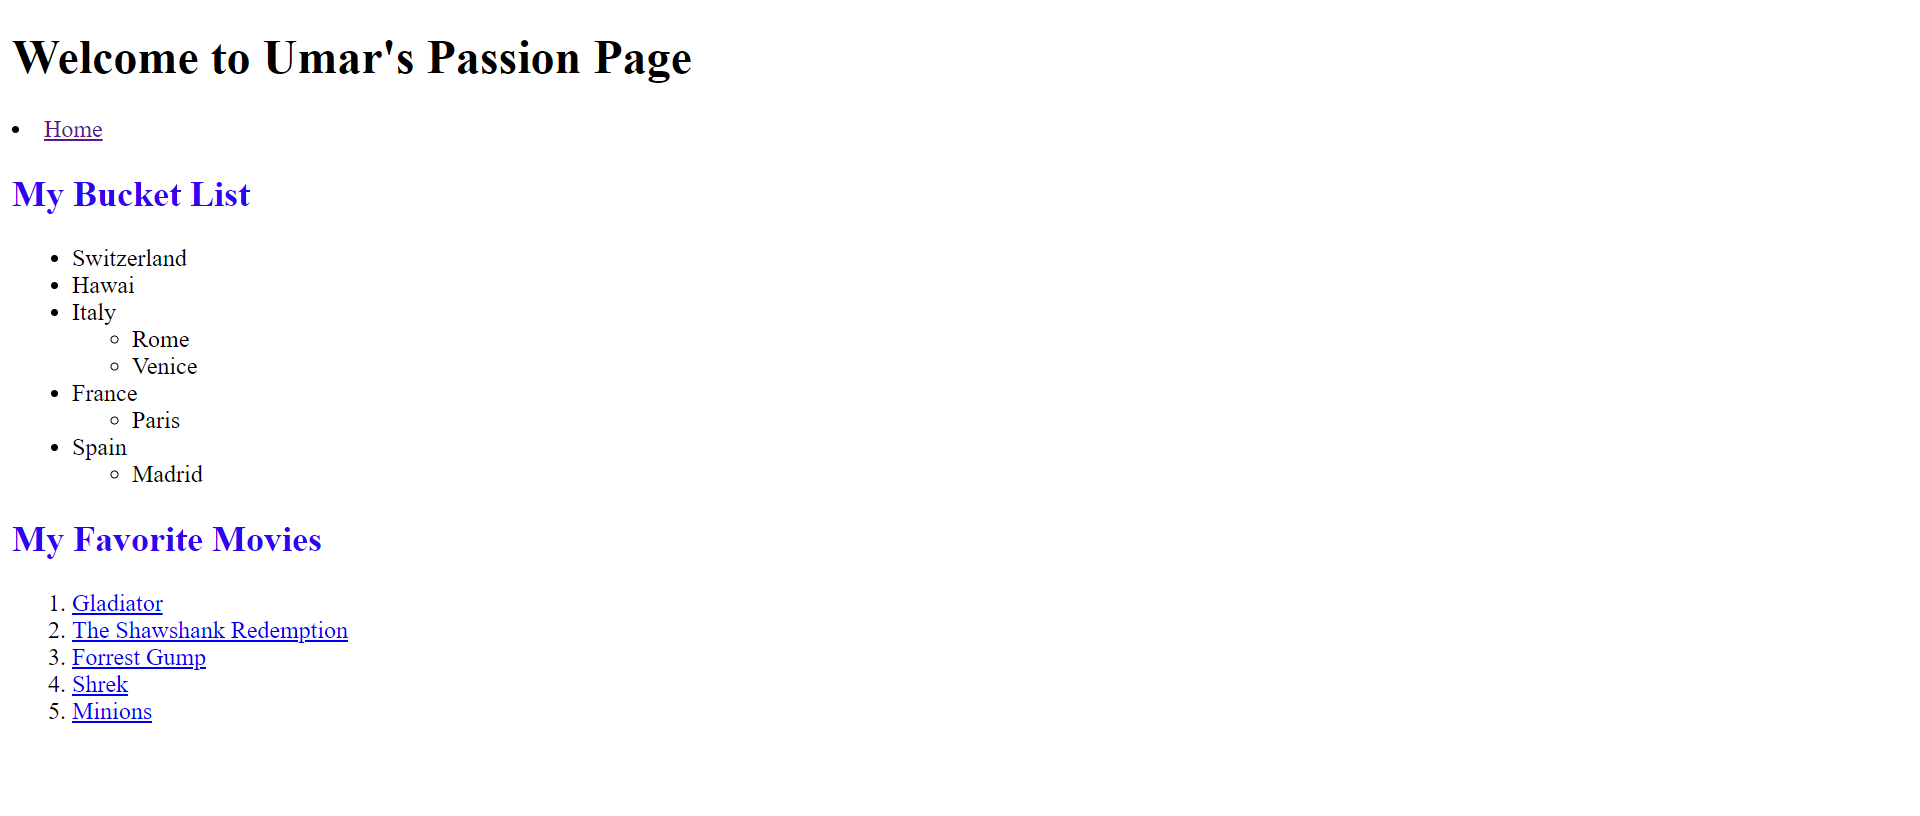 Welcome to Umar's Passion Page
• Home
My Bucket List
• Switzerland
• Hawai
• Italy
◦ Rome
◦ Venice
• France
◦ Paris
• Spain
◦ Madrid
My Favorite Movies
1. Gladiator
2. The Shawshank Redemption
3. Forrest Gump
4. Shrek
5. Minions